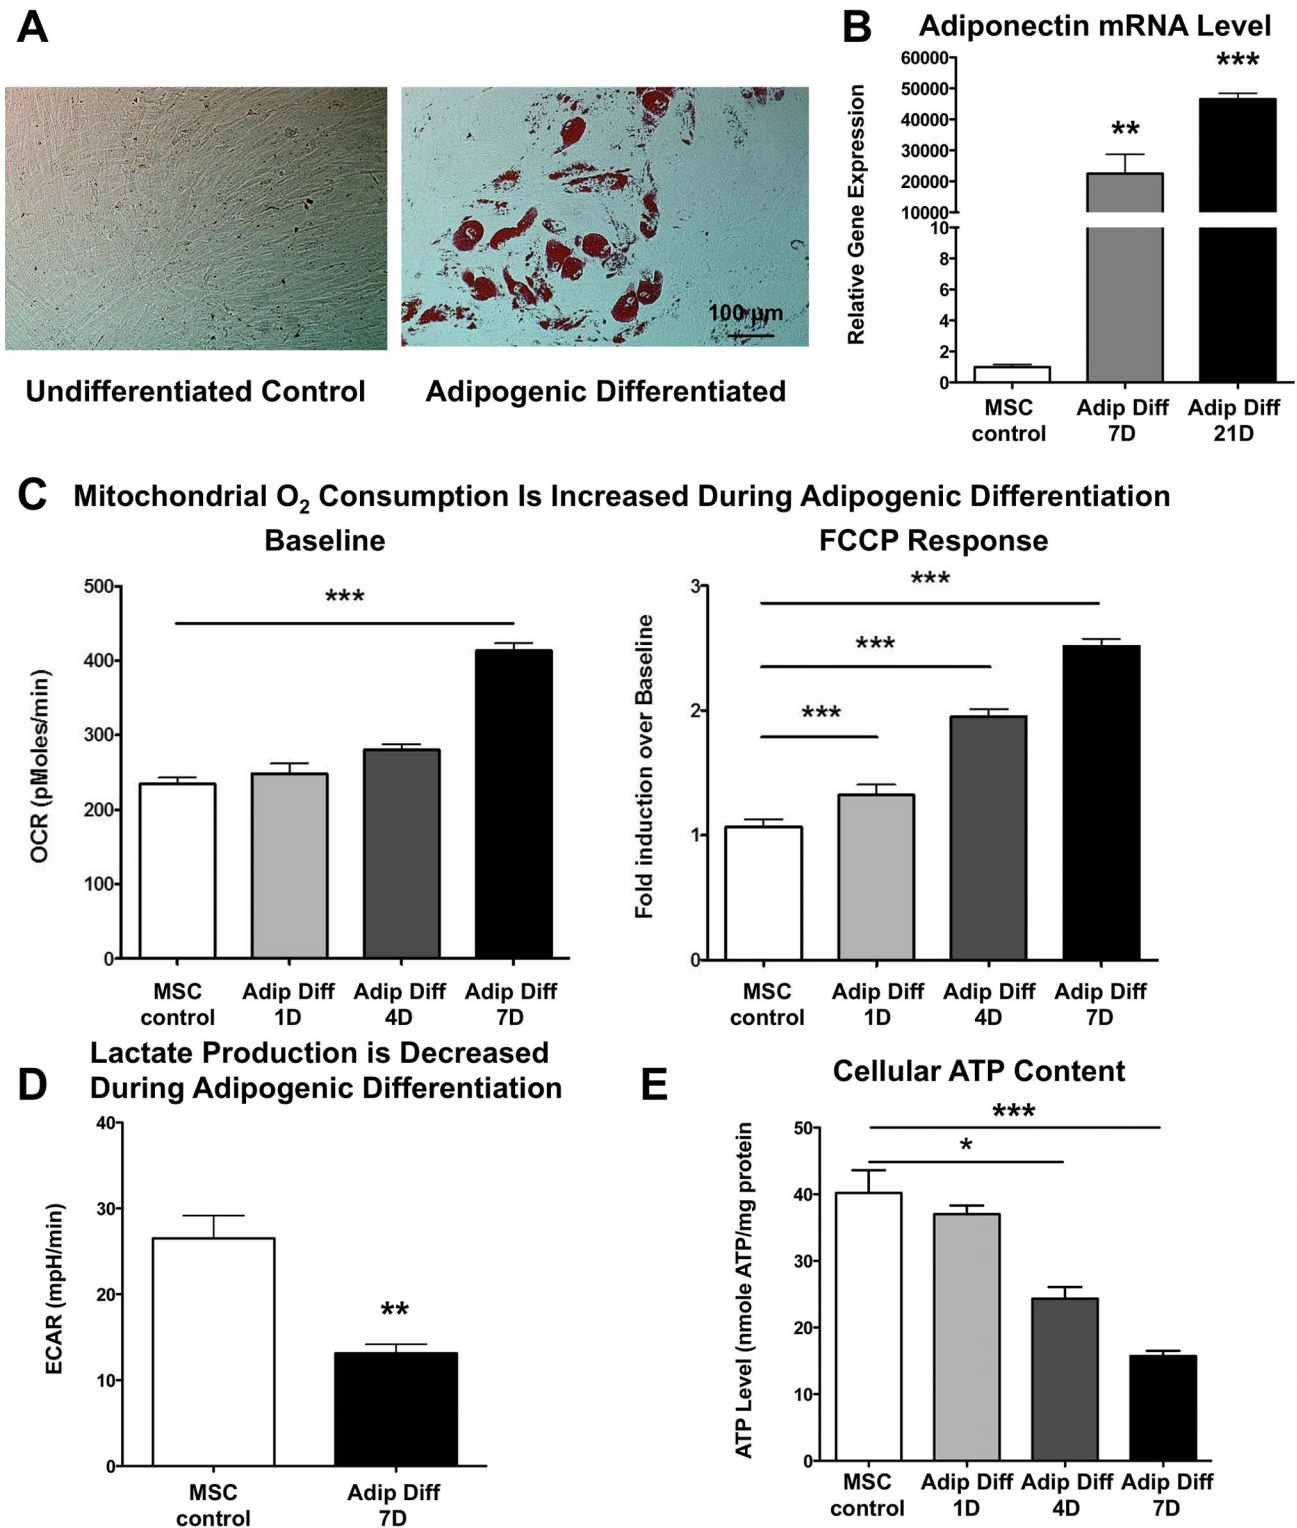 A
Undifferentiated Control
Adipogenic Differentiated
100 µm
B
Adiponectin mRNA Level
Relative Gene Expression
60000
50000
40000
30000
20000
10000
10
8
6
4
2
0
**
***
MSC control
Adip Diff 7D
Adip Diff 21D
C
Mitochondrial O₂ Consumption Is Increased During Adipogenic Differentiation
Baseline
OCR (pMoles/min)
500
400
300
200
100
0
***
MSC control
Adip Diff 1D
Adip Diff 4D
Adip Diff 7D
FCCP Response
Fold induction over Baseline
3
2
1
0
***
***
***
MSC control
Adip Diff 1D
Adip Diff 4D
Adip Diff 7D
D
Lactate Production is Decreased
During Adipogenic Differentiation
ECAR (mpH/min)
40
30
20
10
0
**
MSC control
Adip Diff 7D
E
Cellular ATP Content
ATP Level (nmole ATP/mg protein
50
40
30
20
10
0
***
*
MSC control
Adip Diff 1D
Adip Diff 4D
Adip Diff 7D